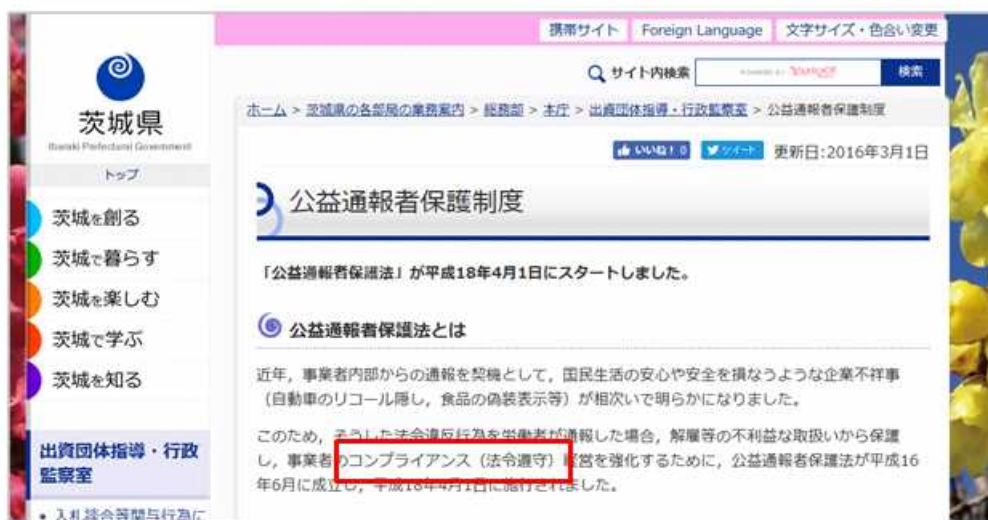 携帯サイト Foreign Language 文字サイズ・色合い変更
サイト内検索 検索
茨城県
Ibaraki Prefectural Government
トップ
茨城を創る
茨城で暮らす
茨城を楽しむ
茨城で学ぶ
茨城を知る
出資団体指導・行政
監察室
・入札談合等関与行為に
ホーム > 茨城県の各部局の業務案内 > 総務部 > 本庁 > 出資団体指導・行政監察室 > 公益通報者保護制度
いいね！0 ツイート 更新日:2016年3月1日
公益通報者保護制度
「公益通報者保護法」が平成18年4月1日にスタートしました。
公益通報者保護法とは
近年，事業者内部からの通報を契機として，国民生活の安心や安全を損なうような企業不祥事
（自動車のリコール隠し，食品の偽装表示等）が相次いで明らかになりました。
このため，そうした法令違反行為を労働者が通報した場合，解雇等の不利益な取扱いから保護
し，事業者のコンプライアンス（法令遵守）経営を強化するために，公益通報者保護法が平成16
年6月に成立し，平成18年4月1日に施行されました。